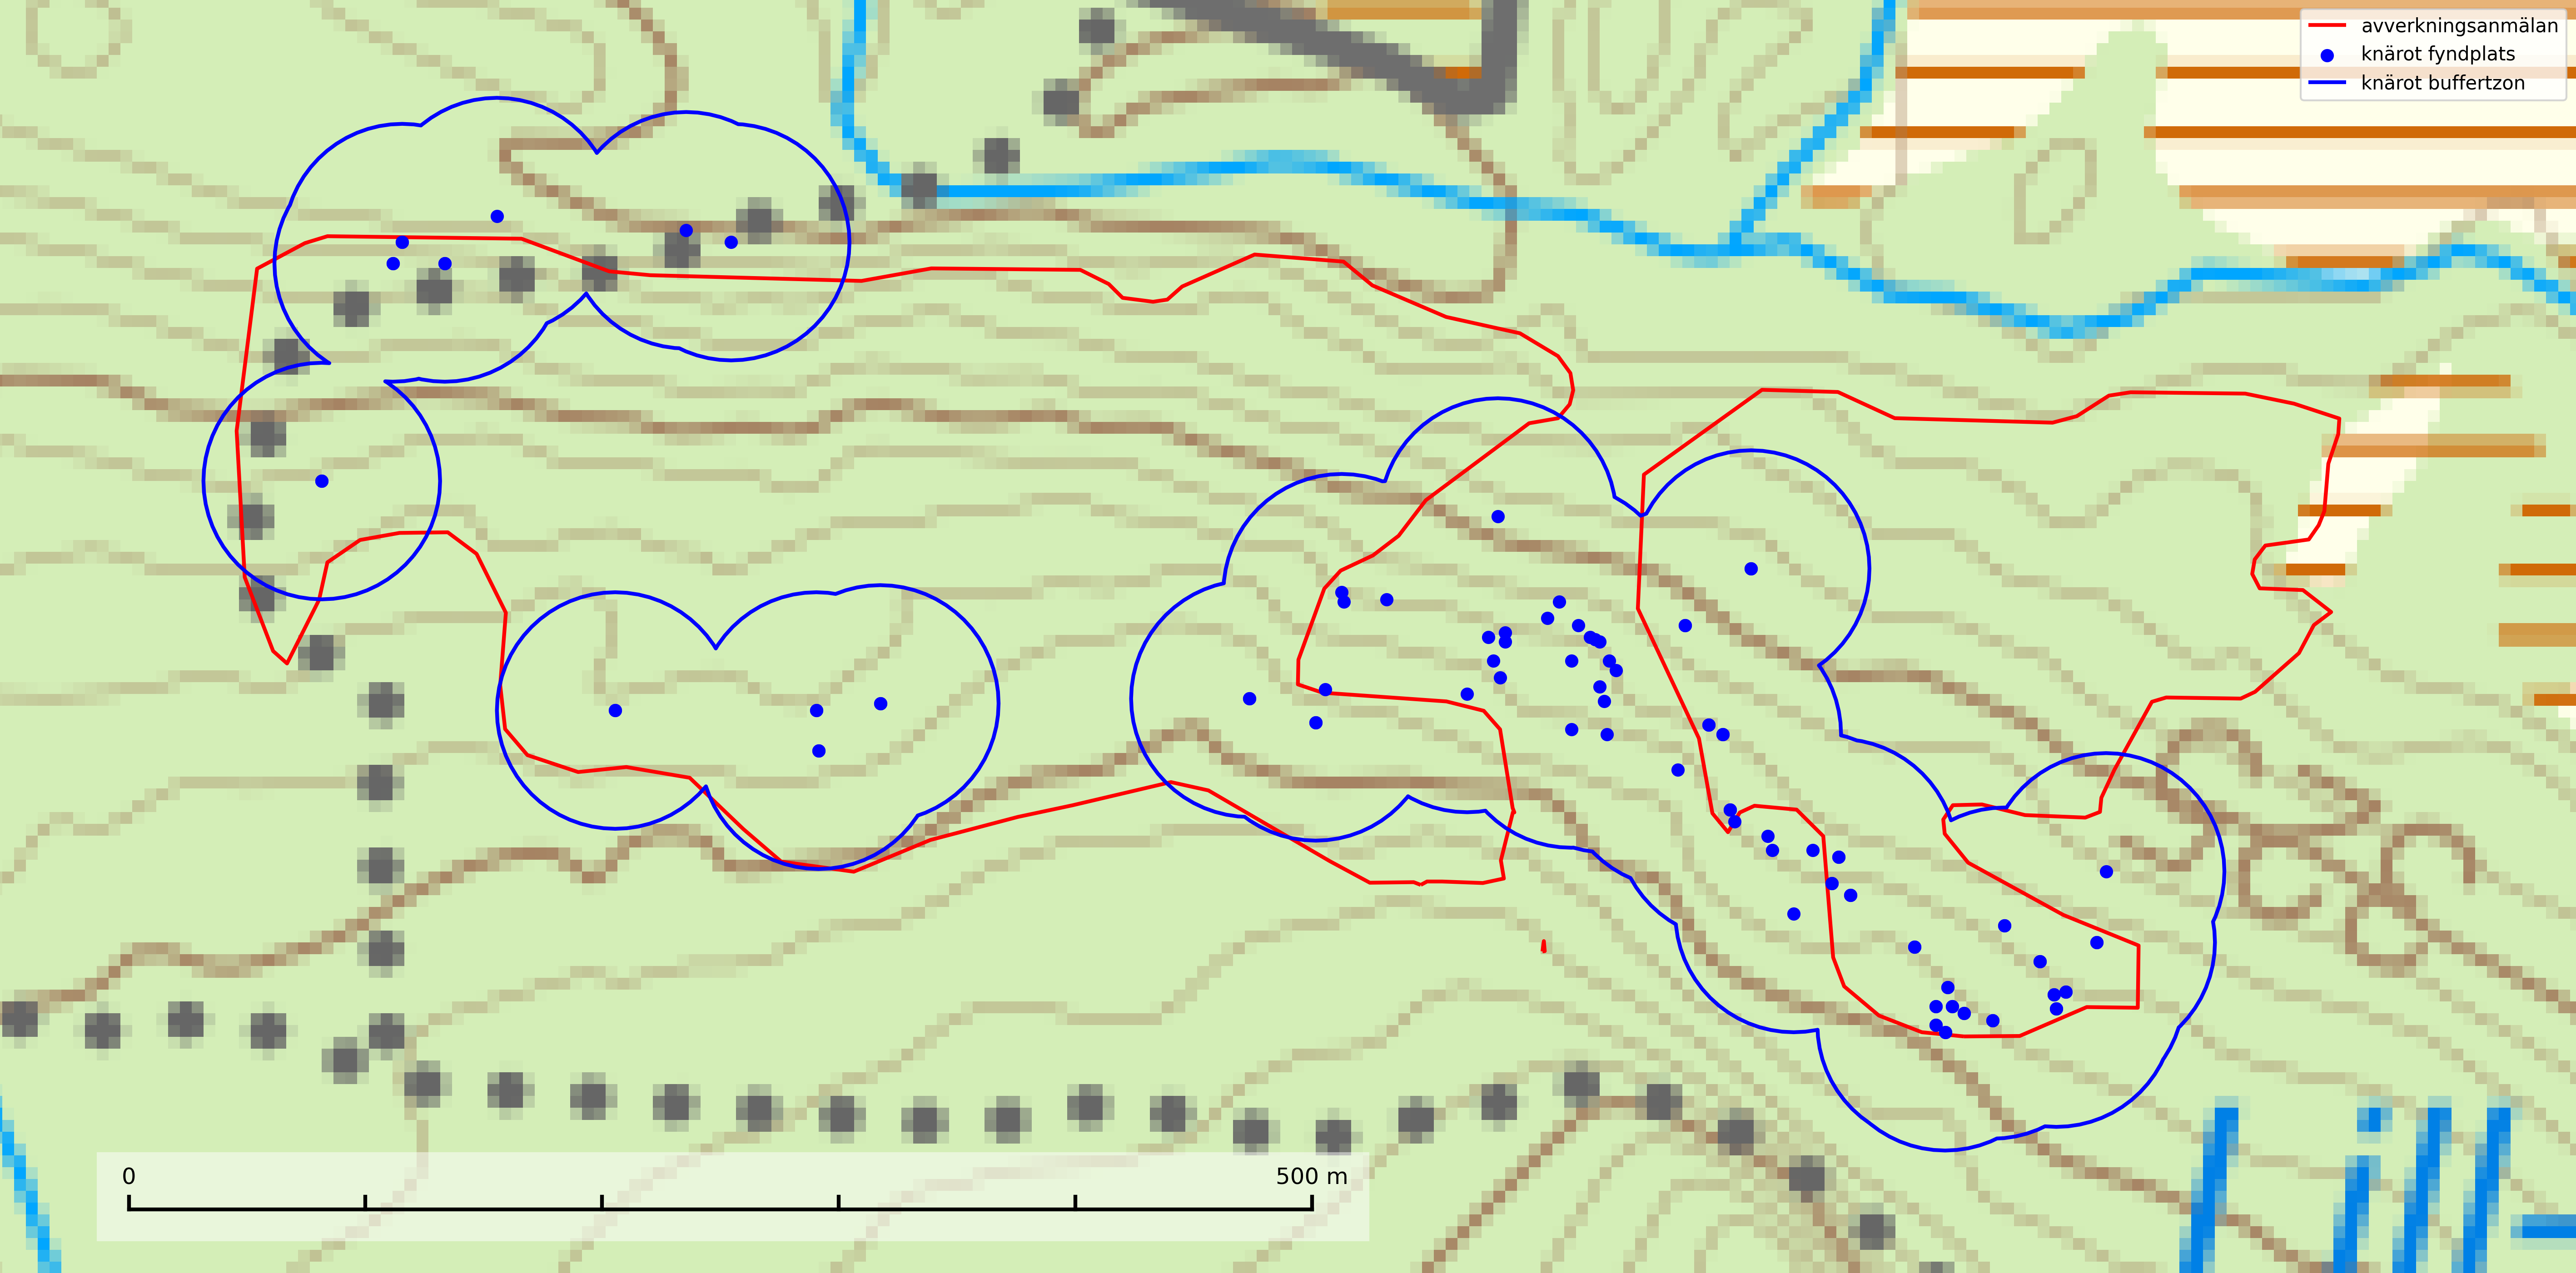 avverkningsanmälan
knärot fyndplats
knärot buffertzon
0 500 m